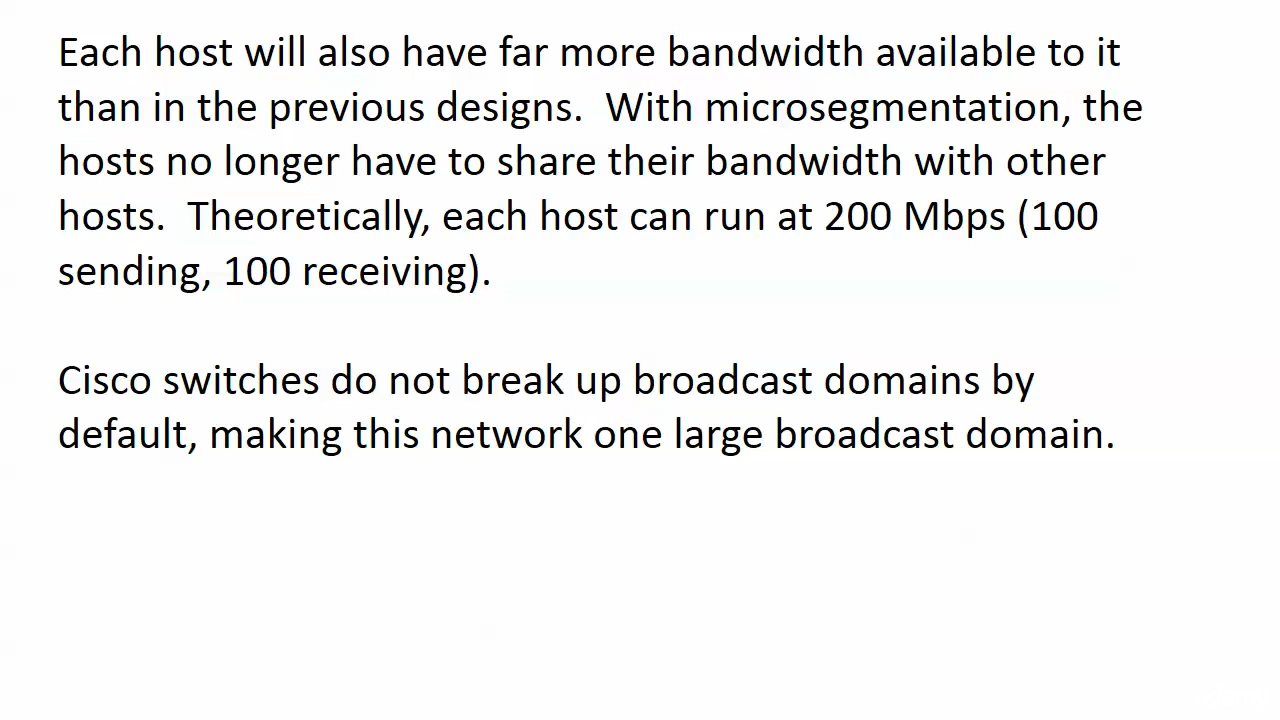 Each host will also have far more bandwidth available to it
than in the previous designs.  With microsegmentation, the
hosts no longer have to share their bandwidth with other
hosts.  Theoretically, each host can run at 200 Mbps (100
sending, 100 receiving).
Cisco switches do not break up broadcast domains by
default, making this network one large broadcast domain.